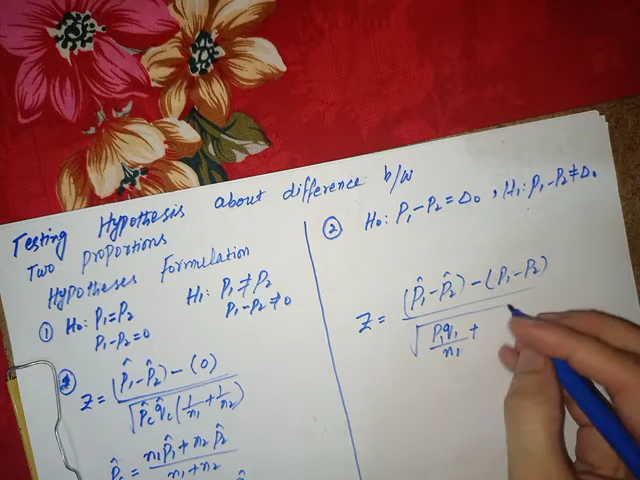 Testing Hypothesis about difference b/w
Two Proportions
Hypotheses Formulation
① H₀: P₁=P₂ H₁: P₁≠P₂
P₁-P₂=0 P₁-P₂≠0
Z = (P̂₁-P̂₂)-(0) / √(P̂c q̂c (1/n₁+1/n₂))
P̂c = n₁P̂₁+n₂P̂₂ / n₁+n₂
② H₀: P₁-P₂=Δ₀, H₁: P₁-P₂≠Δ₀
Z = (P̂₁-P̂₂)-(P₁-P₂) / √(P₁q₁/n₁ +